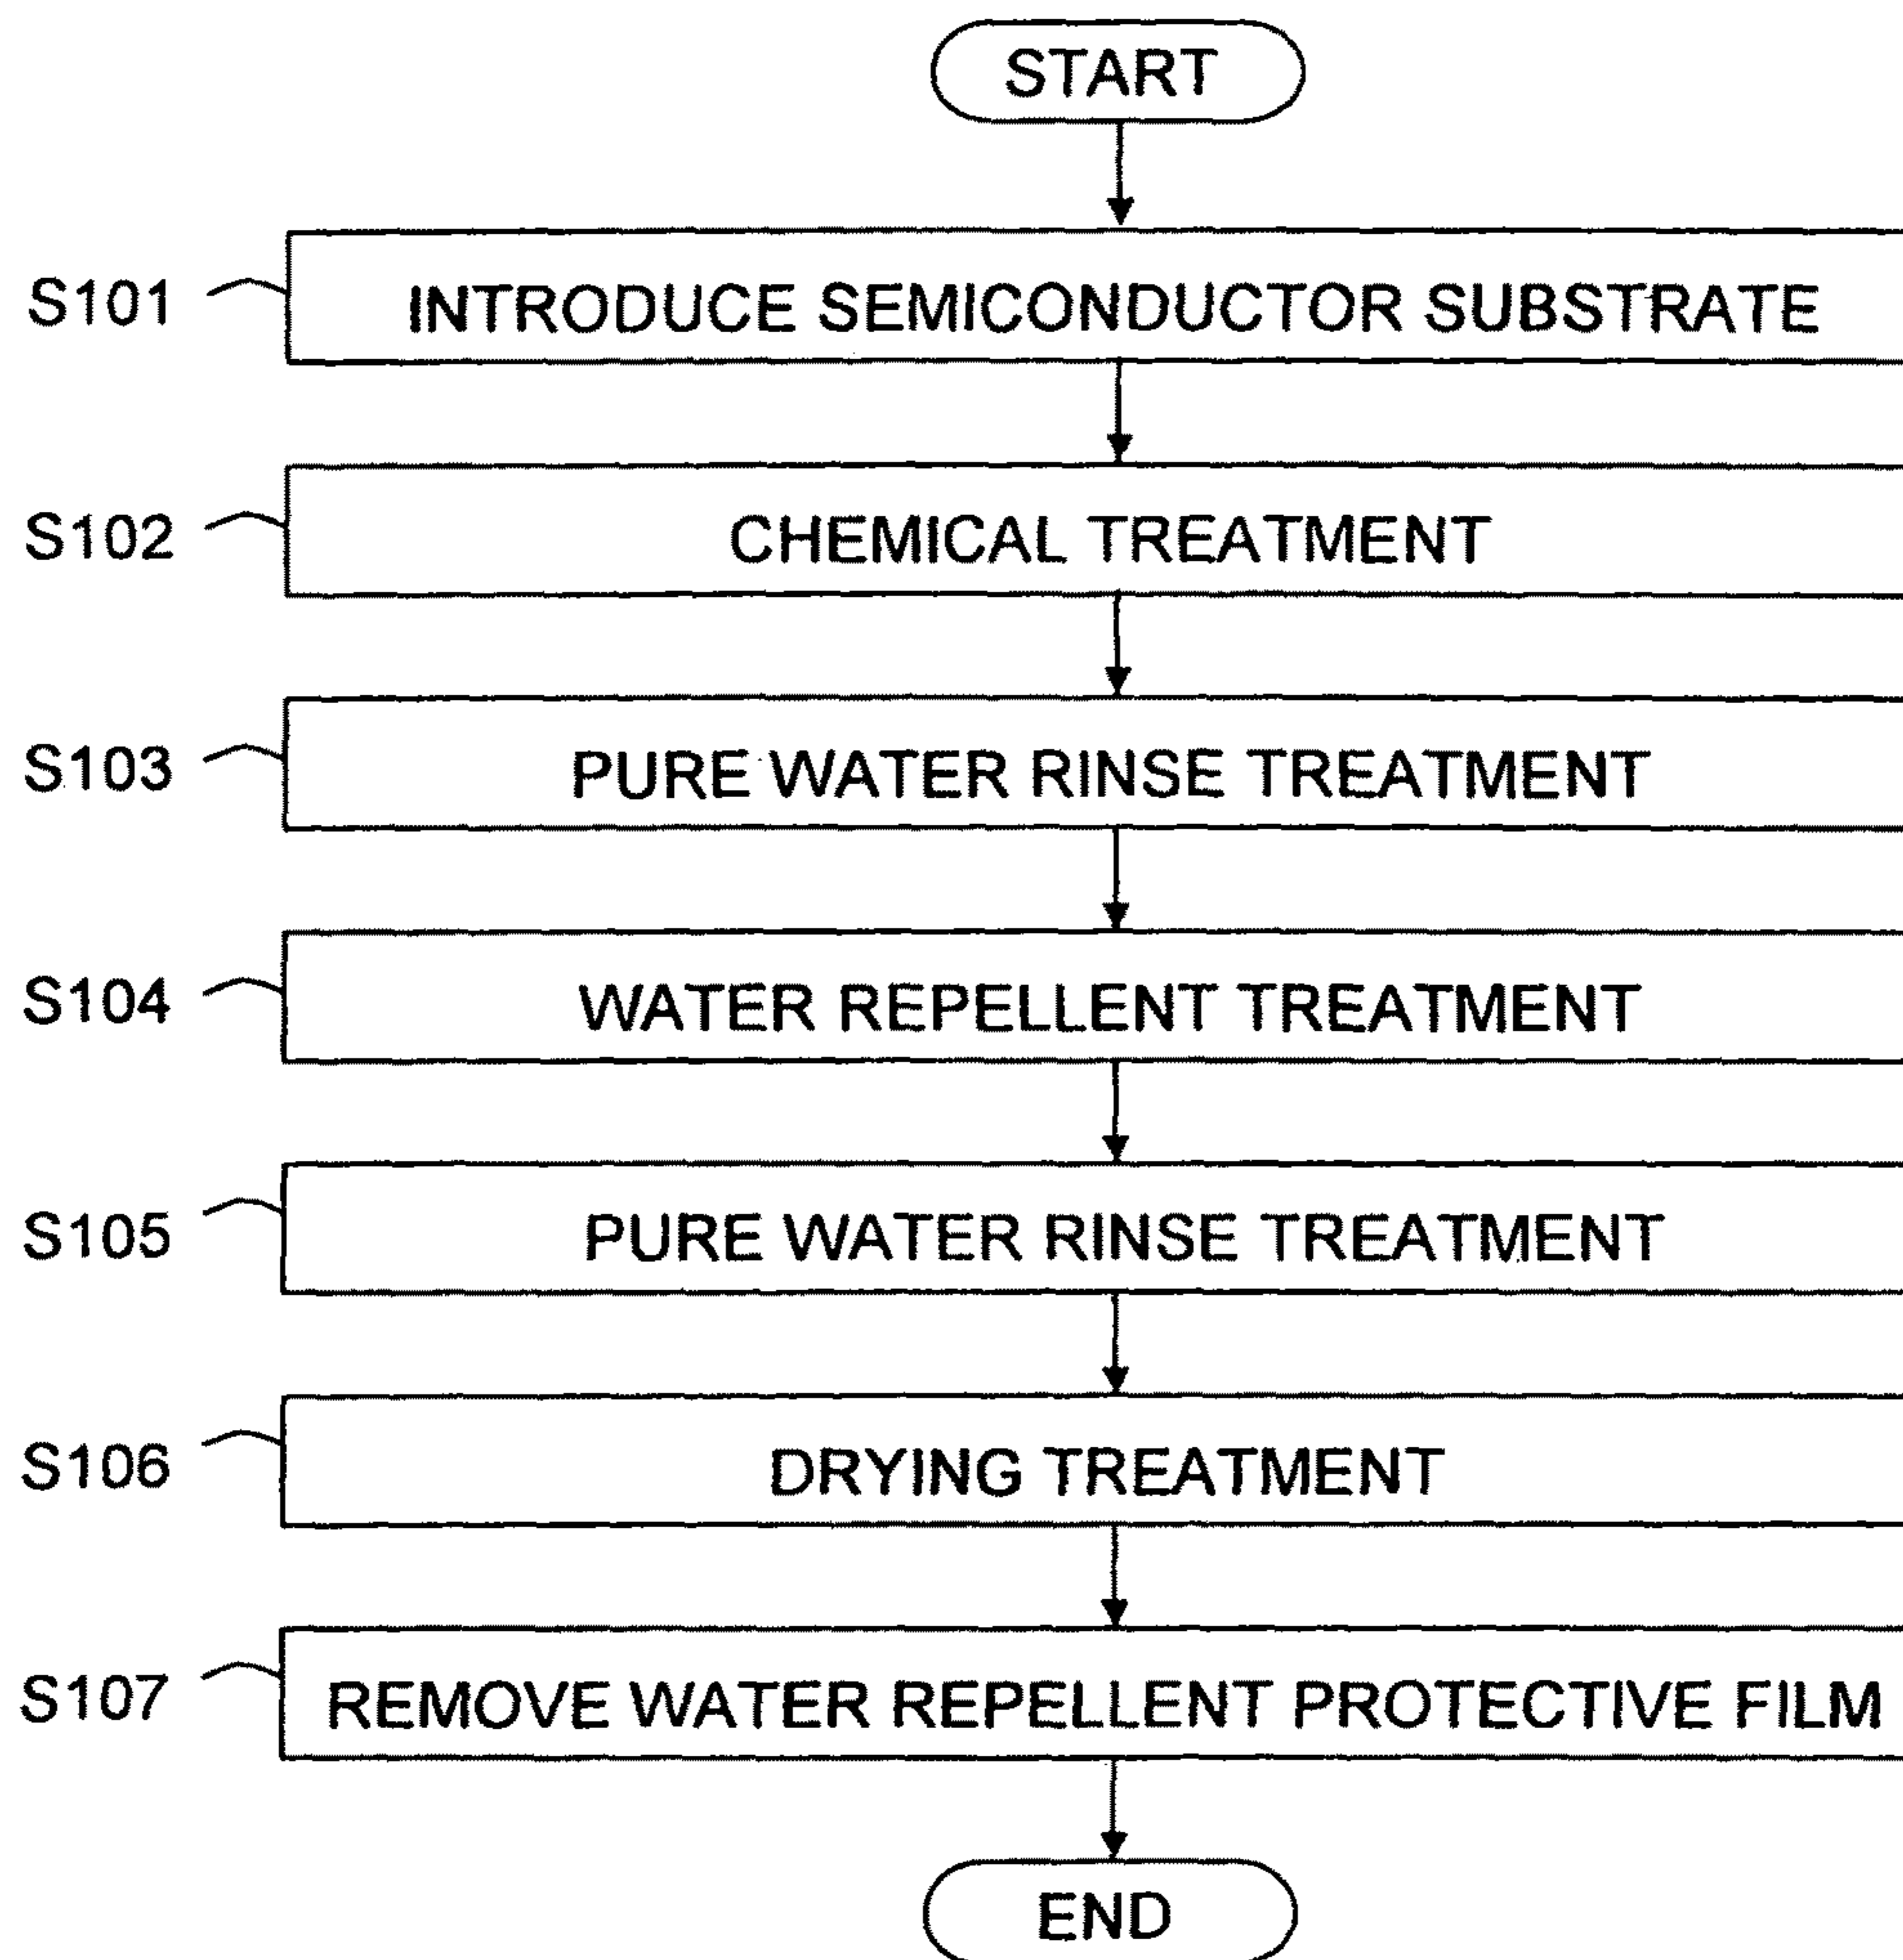 START
S101 INTRODUCE SEMICONDUCTOR SUBSTRATE
S102 CHEMICAL TREATMENT
S103 PURE WATER RINSE TREATMENT
S104 WATER REPELLENT TREATMENT
S105 PURE WATER RINSE TREATMENT
S106 DRYING TREATMENT
S107 REMOVE WATER REPELLENT PROTECTIVE FILM
END